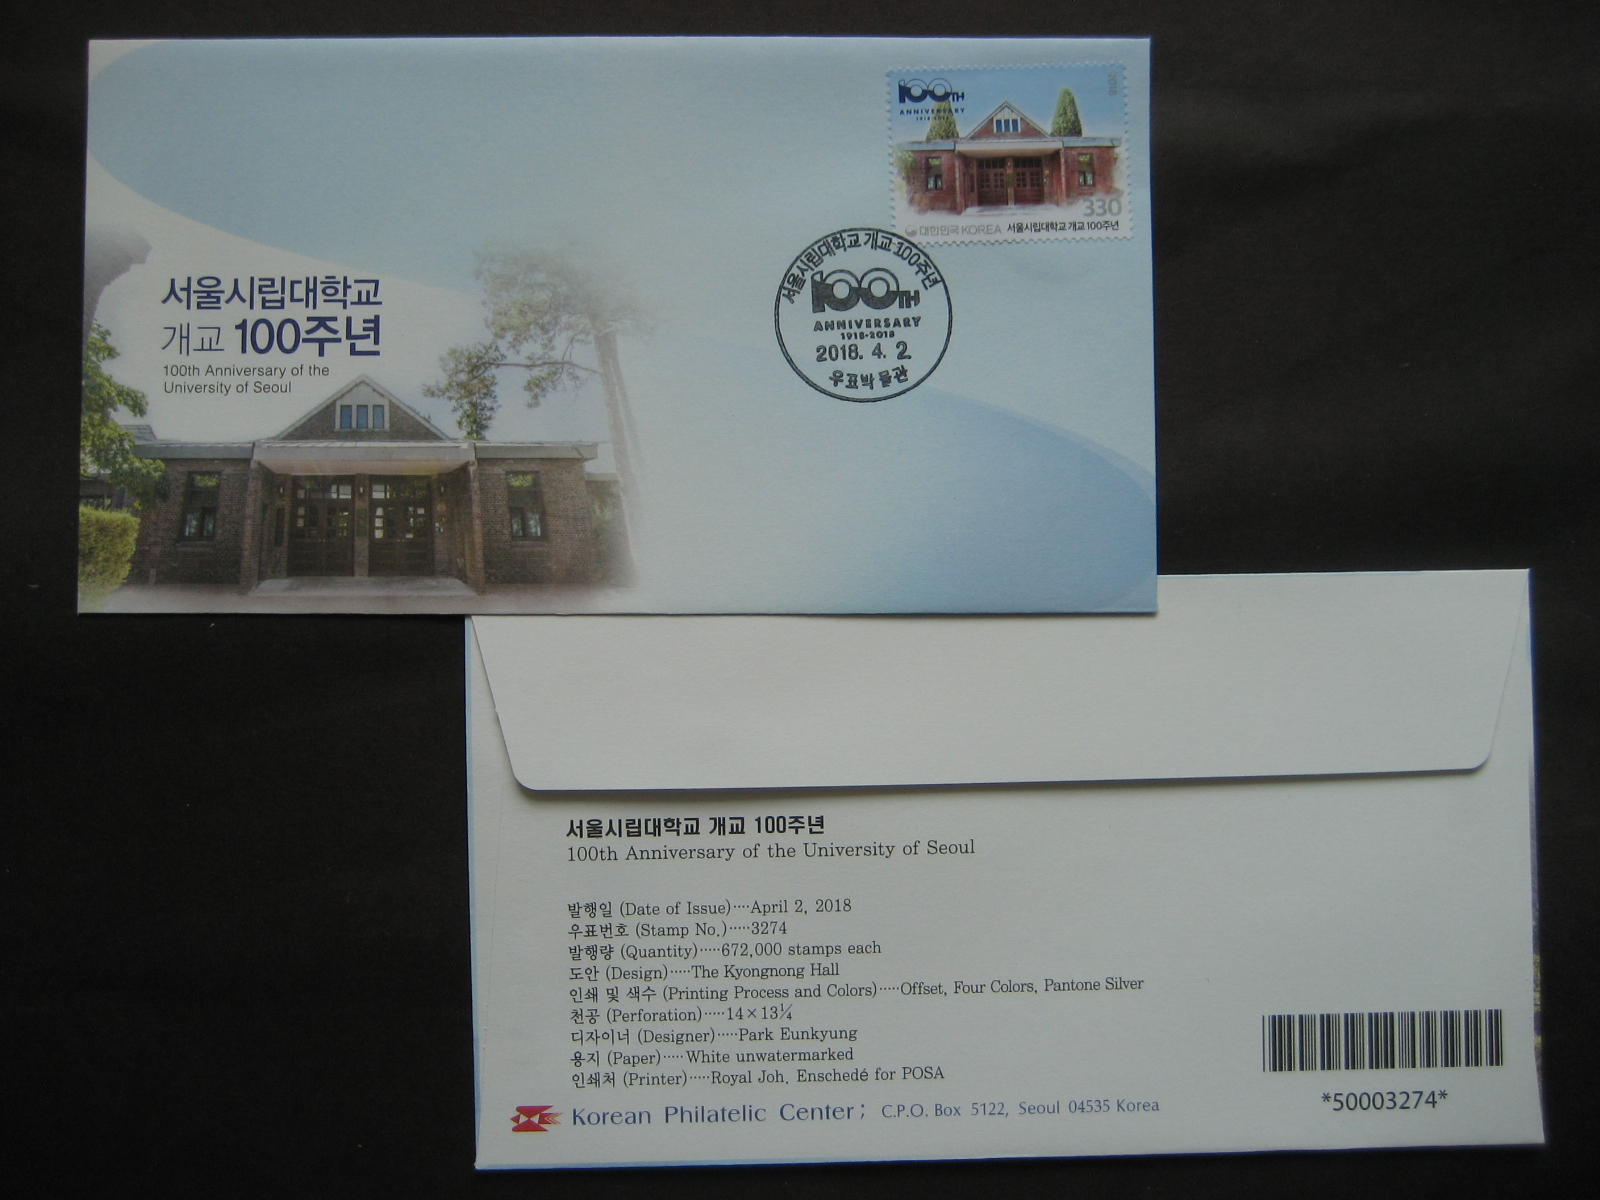 100TH
ANNIVERSARY
1918-2018
2018
330
대한민국 KOREA 서울시립대학교 개교 100주년
서울시립대학교 개교 100주년
100TH
ANNIVERSARY
1918-2018
2018. 4. 2.
우표박물관
서울시립대학교
개교 100주년
100th Anniversary of the
University of Seoul
서울시립대학교 개교 100주년
100th Anniversary of the University of Seoul
발행일 (Date of Issue)····April 2, 2018
우표번호 (Stamp No.)·····3274
발행량 (Quantity)·····672,000 stamps each
도안 (Design)·····The Kyongnong Hall
인쇄 및 색수 (Printing Process and Colors)·····Offset, Four Colors, Pantone Silver
천공 (Perforation)·····14×13¼
디자이너 (Designer)·····Park Eunkyung
용지 (Paper)·····White unwatermarked
인쇄처 (Printer)·····Royal Joh. Enschedé for POSA
Korean Philatelic Center; C.P.O. Box 5122, Seoul 04535 Korea
*50003274*